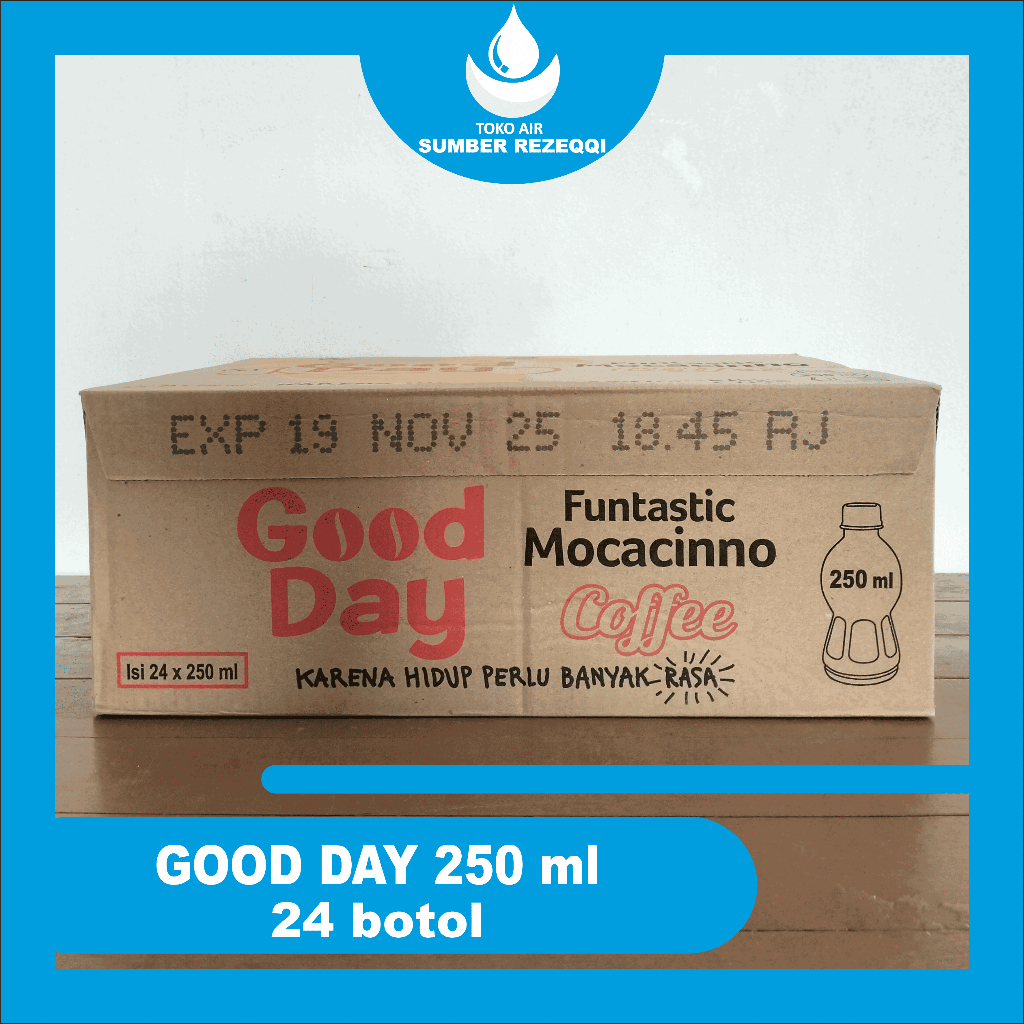 TOKO AIR
SUMBER REZEQQI
Mocacinno
EXP 19 NOV 25 18.45 RJ
Good
Day
Funtastic
Mocacinno
Coffee
250 ml
Isi 24 x 250 ml
KARENA HIDUP PERLU BANYAK RASA
GOOD DAY 250 ml
24 botol